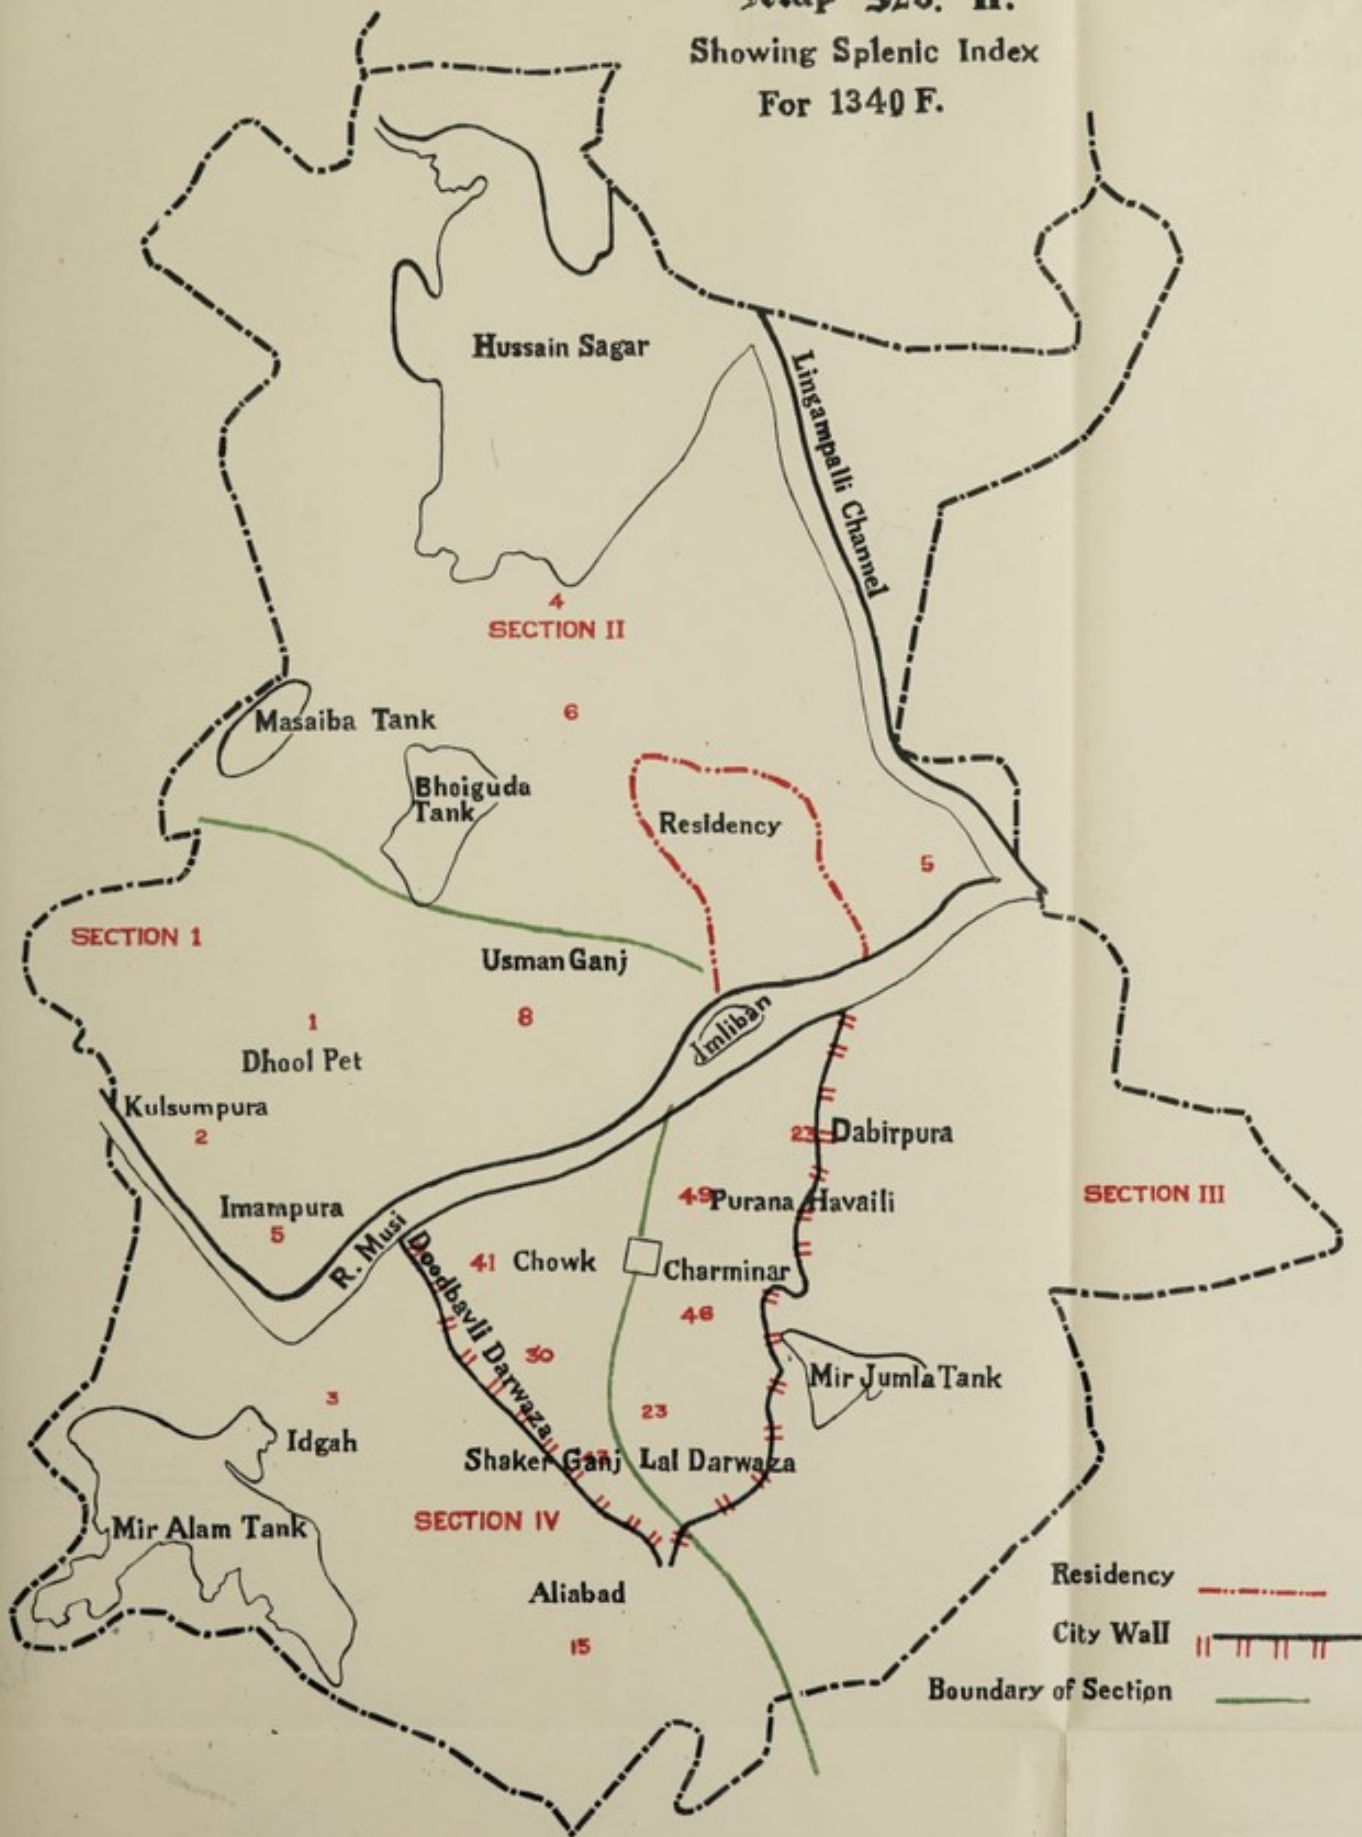 Map No. II.
Showing Splenic Index
For 1340 F.
Hussain Sagar
Lingampalli Channel
4
SECTION II
6
Masaiba Tank
Bhoiguda
Tank
Residency
5
SECTION 1
Usman Ganj
8
1
Dhool Pet
Imliban
Kulsumpura
2
23 Dabirpura
49 Purana Havaili
SECTION III
Imampura
5
R. Musi
Doodbavli Darwaza
41 Chowk
Charminar
46
30
Mir Jumla Tank
3
23
Idgah
Shaker Ganj
Lal Darwaza
SECTION IV
Mir Alam Tank
Aliabad
15
Residency
City Wall
Boundary of Section